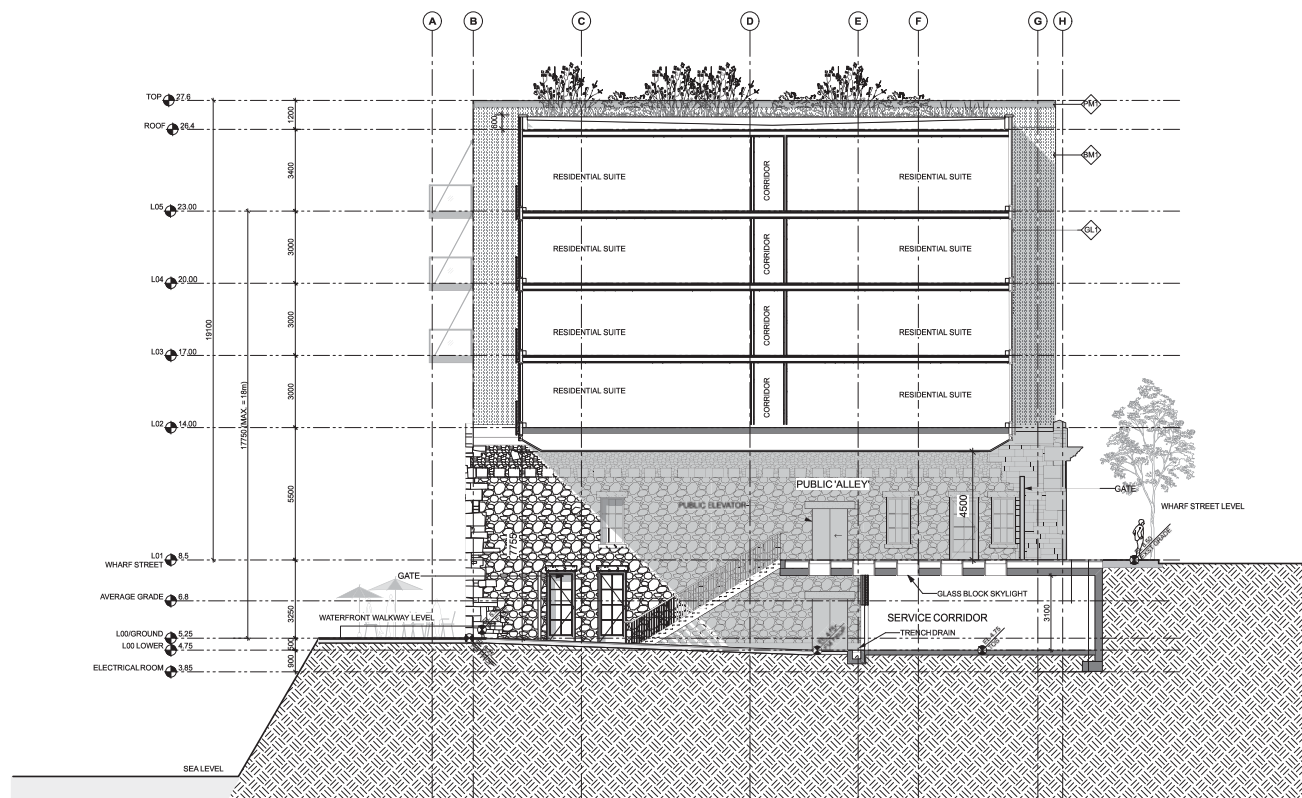 A B C D E F G H
TOP 27.6
PM1
1200
ROOF 26.4
600
BM1
3400
RESIDENTIAL SUITE
CORRIDOR
RESIDENTIAL SUITE
L05 23.00
GL1
3000
RESIDENTIAL SUITE
CORRIDOR
RESIDENTIAL SUITE
L04 20.00
19100
3000
RESIDENTIAL SUITE
CORRIDOR
RESIDENTIAL SUITE
L03 17.00
17750 (MAX. = 18m)
3000
RESIDENTIAL SUITE
CORRIDOR
RESIDENTIAL SUITE
L02 14.00
5500
PUBLIC 'ALLEY'
PUBLIC ELEVATOR
4500
GATE
WHARF STREET LEVEL
7755
L01 8,5
WHARF STREET
EXIST GRADE
GATE
GLASS BLOCK SKYLIGHT
AVERAGE GRADE 6.8
3250
WATERFRONT WALKWAY LEVEL
SERVICE CORRIDOR
3100
TRENCH DRAIN
L00/GROUND 5,25
500
L00 LOWER 4.75
900
ELECTRICAL ROOM 3,85
SEA LEVEL